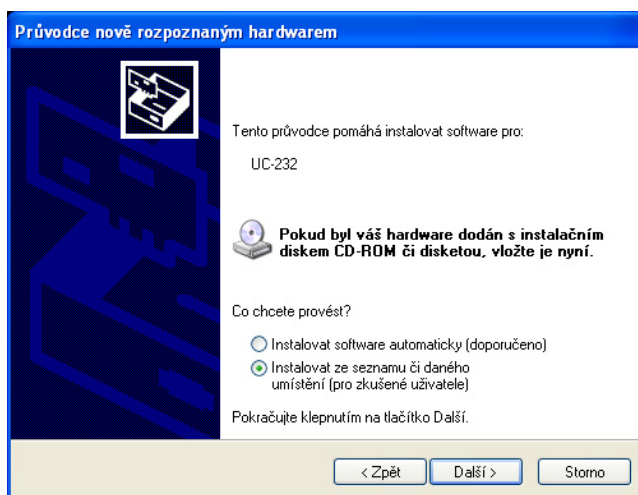 Průvodce nově rozpoznaným hardwarem
Tento průvodce pomáhá instalovat software pro:
UC-232
Pokud byl váš hardware dodán s instalačním
diskem CD-ROM či disketou, vložte je nyní.
Co chcete provést?
Instalovat software automaticky (doporučeno)
Instalovat ze seznamu či daného
umístění (pro zkušené uživatele)
Pokračujte klepnutím na tlačítko Další.
< Zpět
Další >
Storno